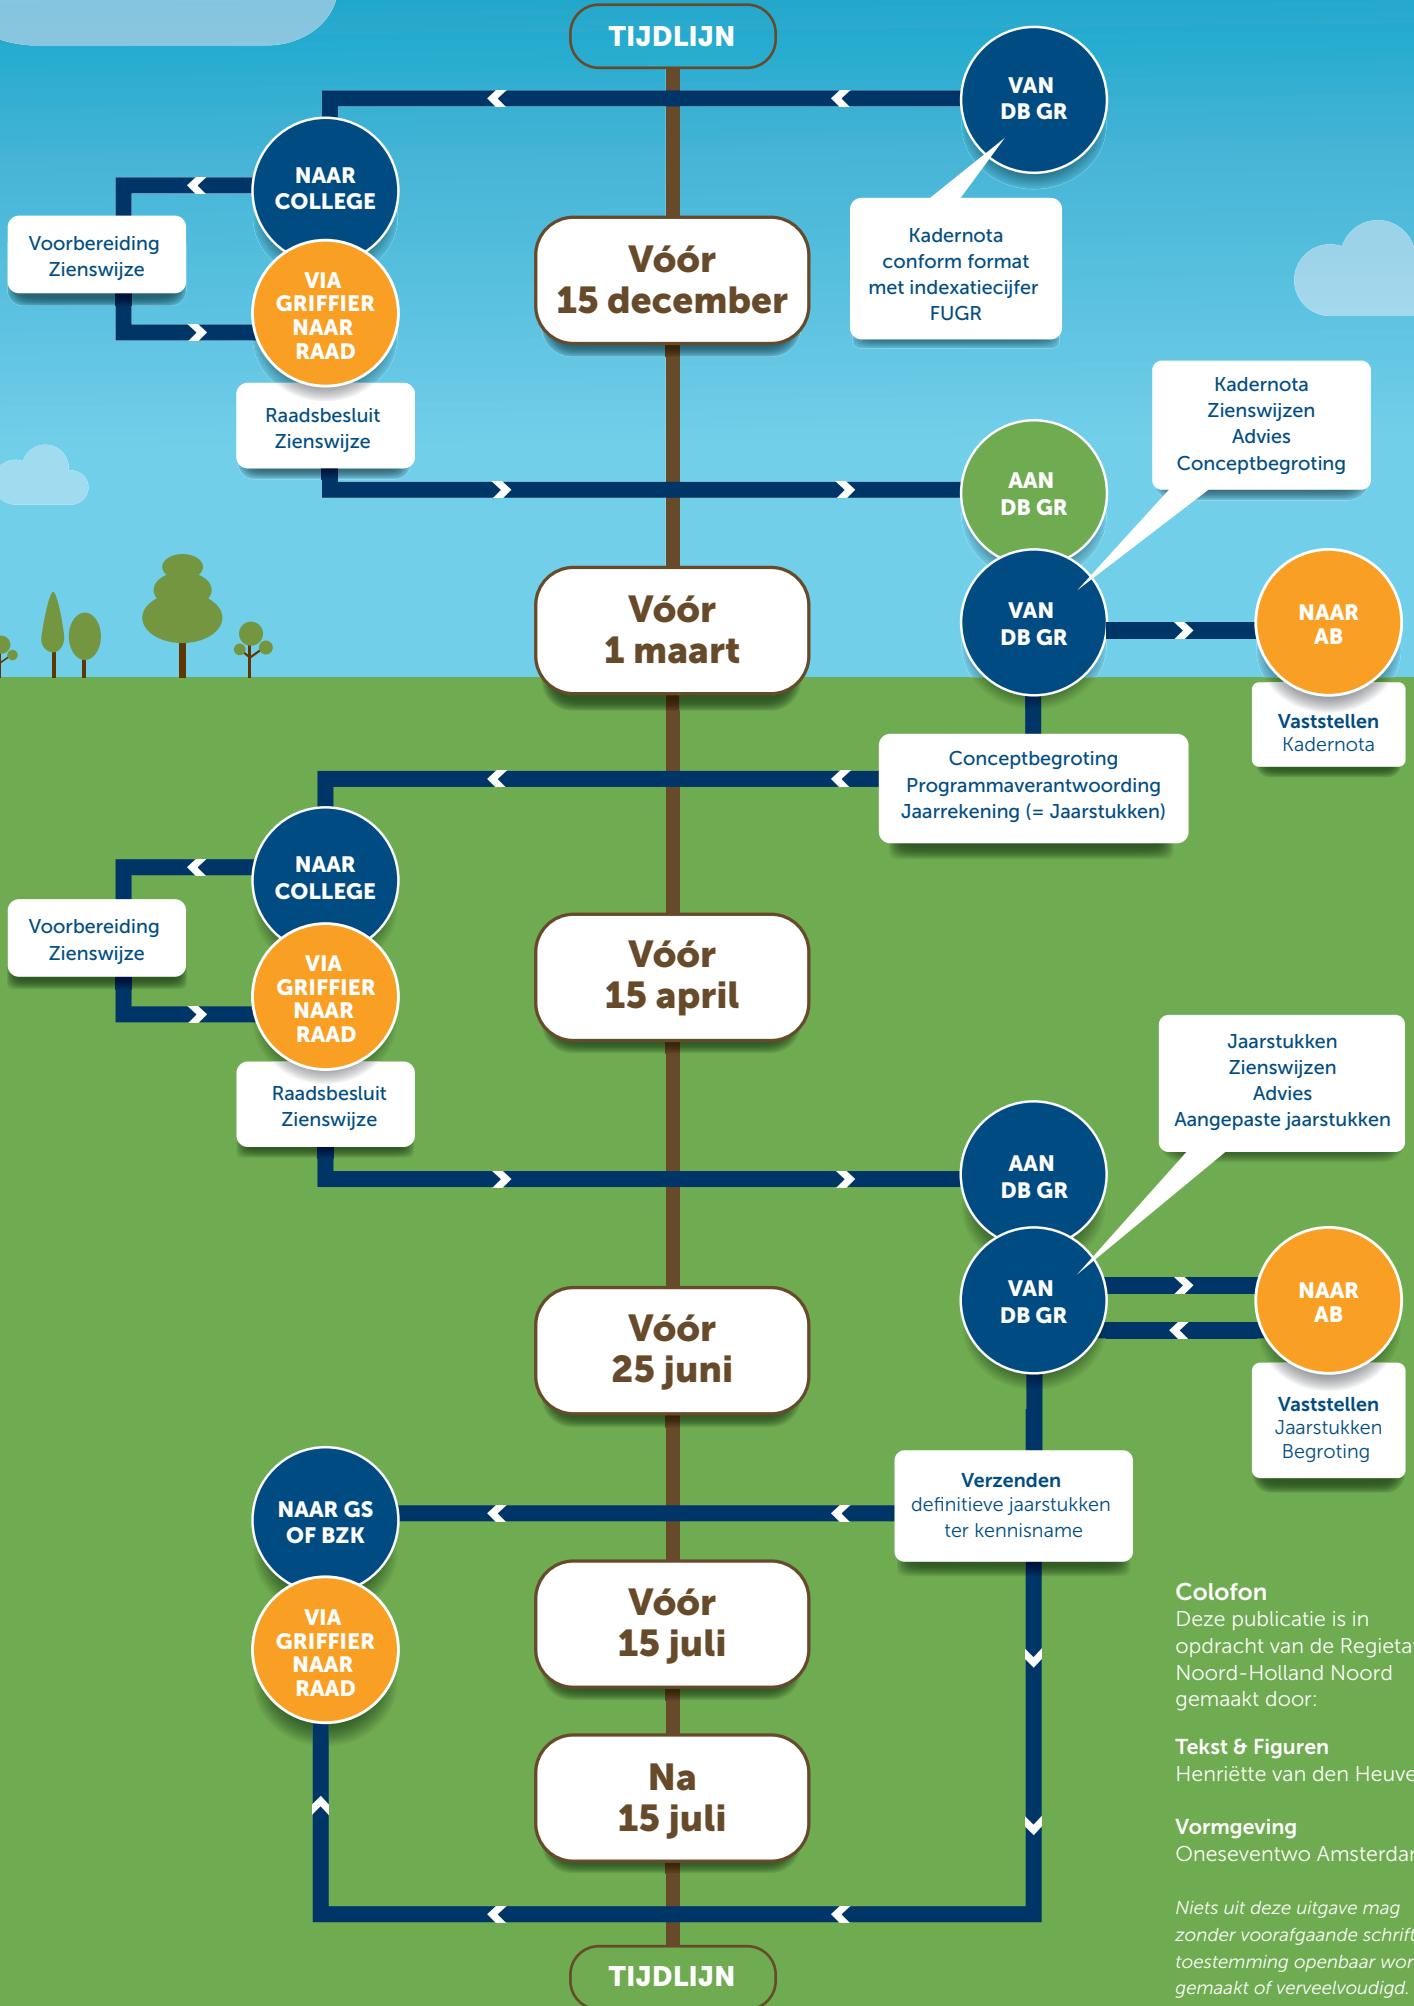 TIJDLIJN
VAN
DB GR
NAAR
COLLEGE
Voorbereiding
Zienswijze
VIA
GRIFFIER
NAAR
RAAD
Vóór
15 december
Kadernota
conform format
met indexatiecijfer
FUGR
Raadsbesluit
Zienswijze
Kadernota
Zienswijzen
Advies
Conceptbegroting
AAN
DB GR
Vóór
1 maart
VAN
DB GR
NAAR
AB
Vaststellen
Kadernota
Conceptbegroting
Programmaverantwoording
Jaarrekening (= Jaarstukken)
NAAR
COLLEGE
Voorbereiding
Zienswijze
VIA
GRIFFIER
NAAR
RAAD
Vóór
15 april
Raadsbesluit
Zienswijze
Jaarstukken
Zienswijzen
Advies
Aangepaste jaarstukken
AAN
DB GR
VAN
DB GR
NAAR
AB
Vóór
25 juni
Vaststellen
Jaarstukken
Begroting
Verzenden
definitieve jaarstukken
ter kennisname
NAAR GS
OF BZK
VIA
GRIFFIER
NAAR
RAAD
Vóór
15 juli
Na
15 juli
TIJDLIJN
Colofon
Deze publicatie is in
opdracht van de Regieta
Noord-Holland Noord
gemaakt door:
Tekst & Figuren
Henriëtte van den Heuve
Vormgeving
Oneseventwo Amsterdam
Niets uit deze uitgave mag
zonder voorafgaande schrift
toestemming openbaar wor
gemaakt of verveelvoudigd.